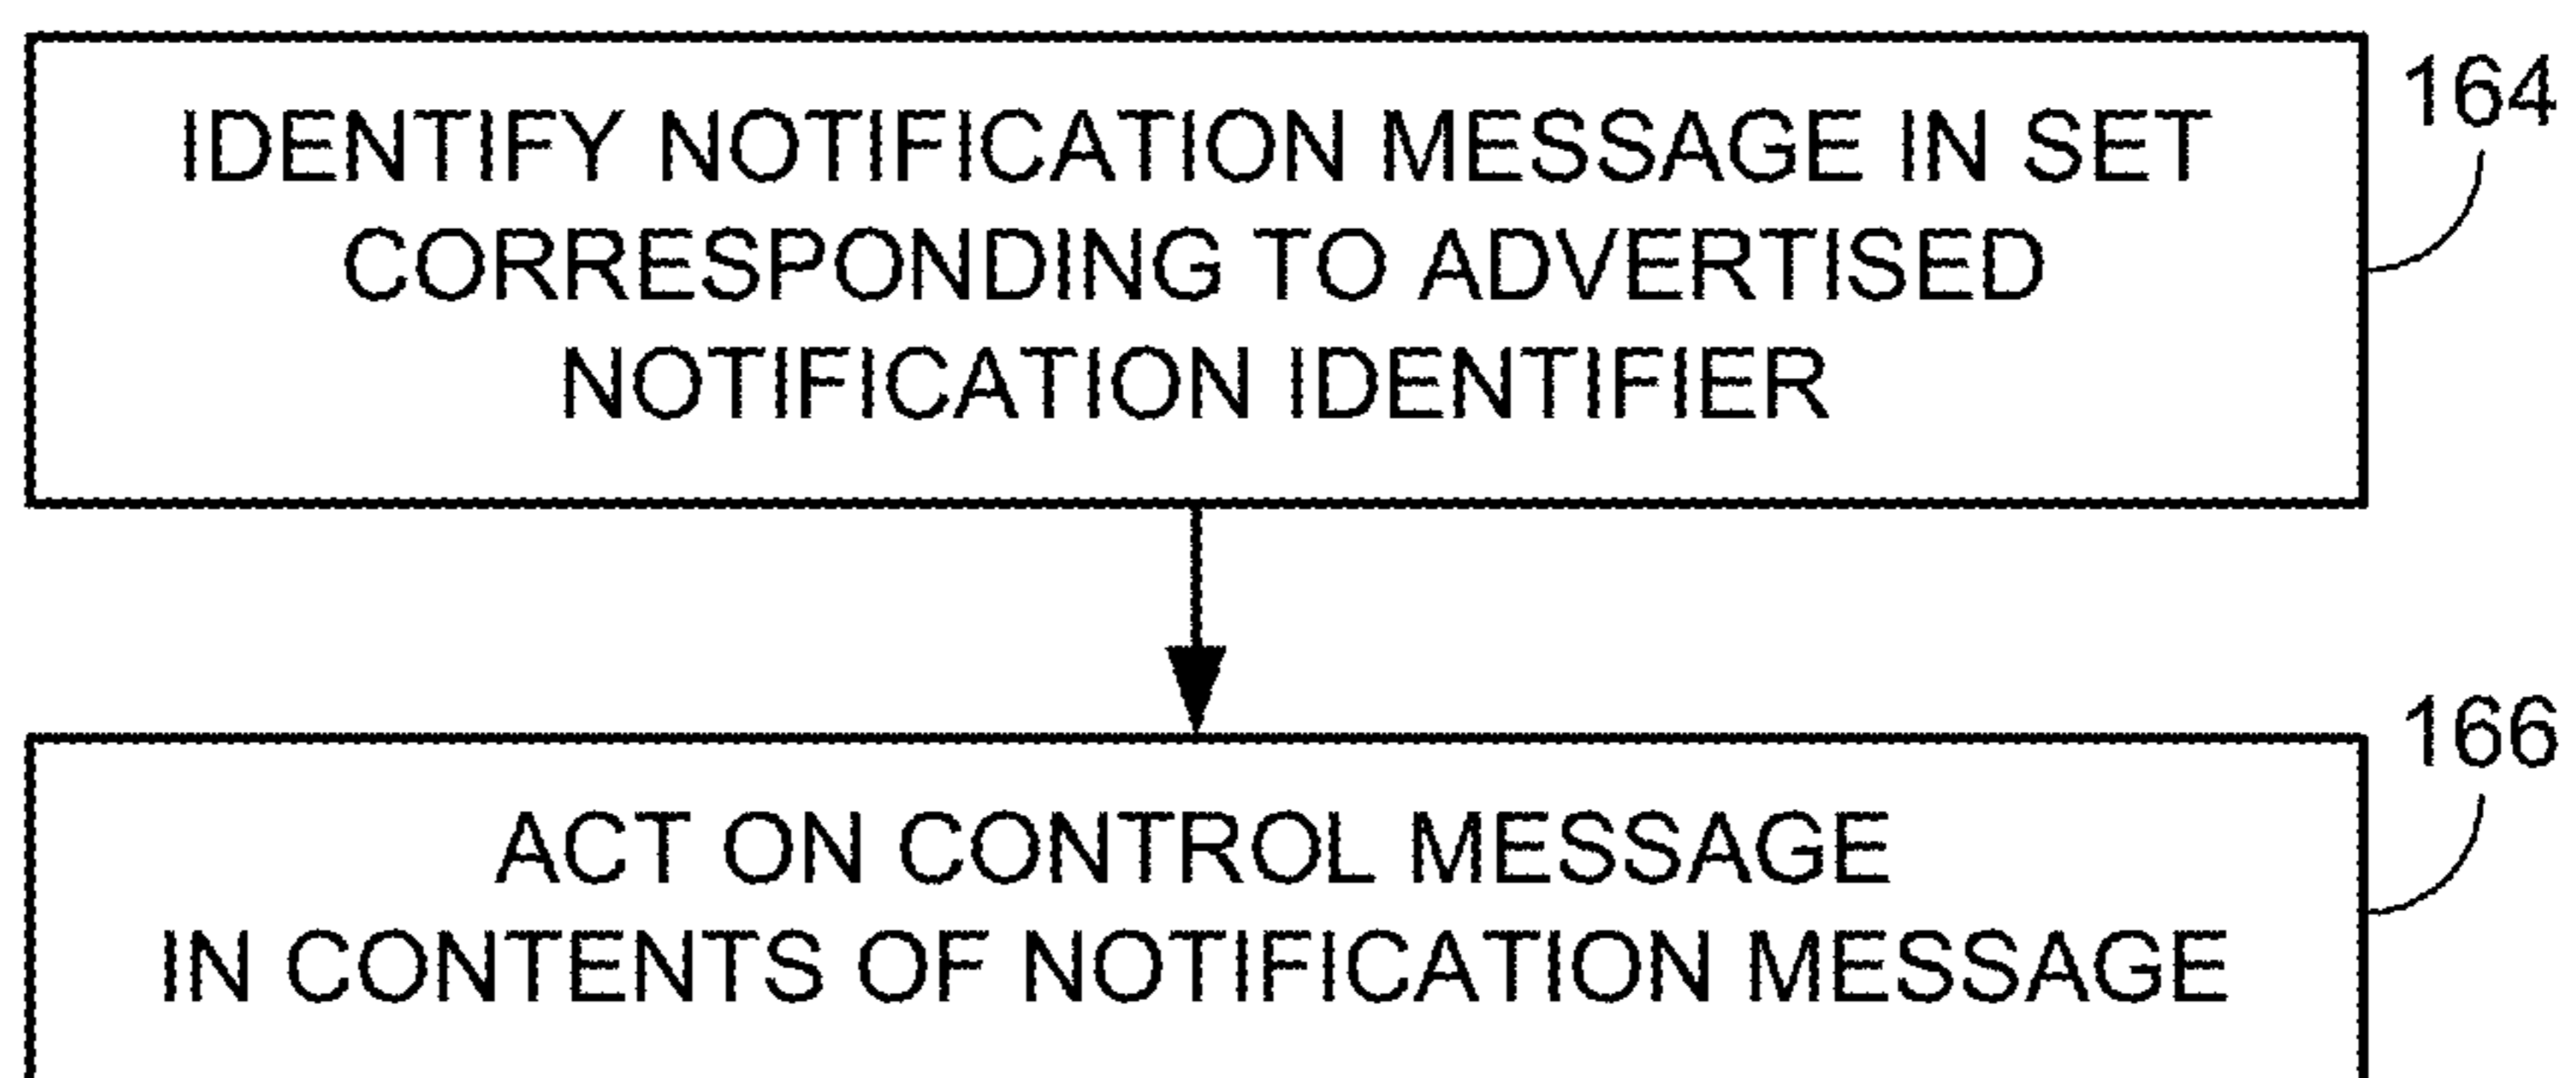 IDENTIFY NOTIFICATION MESSAGE IN SET
CORRESPONDING TO ADVERTISED
NOTIFICATION IDENTIFIER
164
ACT ON CONTROL MESSAGE
IN CONTENTS OF NOTIFICATION MESSAGE
166